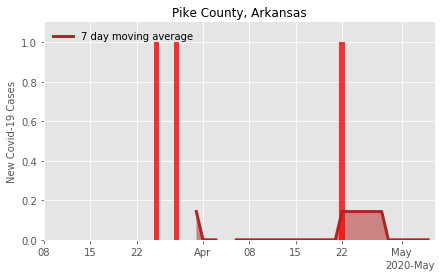 Pike County, Arkansas
7 day moving average
New Covid-19 Cases
1.0
0.8
0.6
0.4
0.2
0.0
08 15 22 Apr 08 15 22 May
2020-May